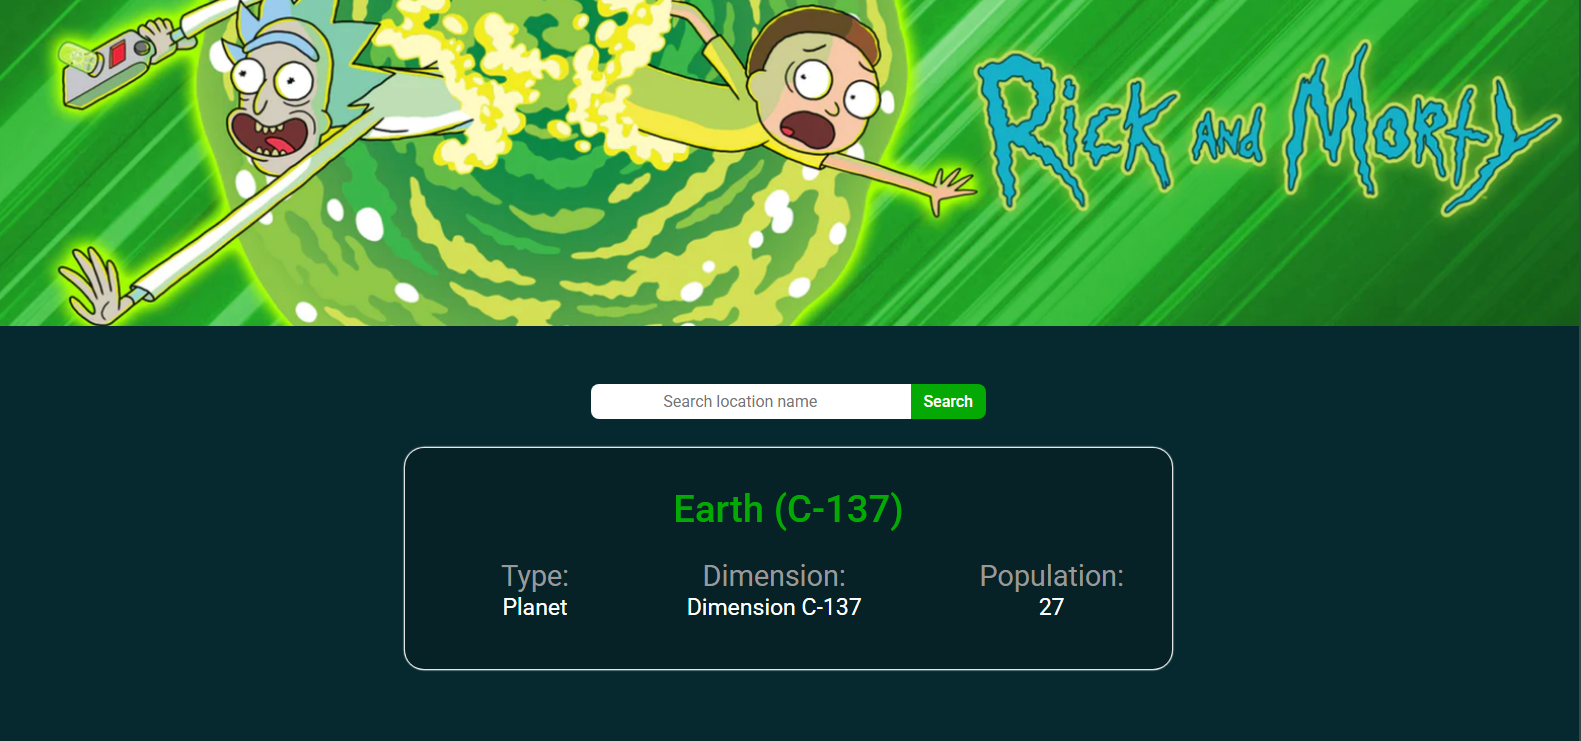 Rick and Morty
Search location name Search
Earth (C-137)
Type: Dimension: Population:
Planet Dimension C-137 27